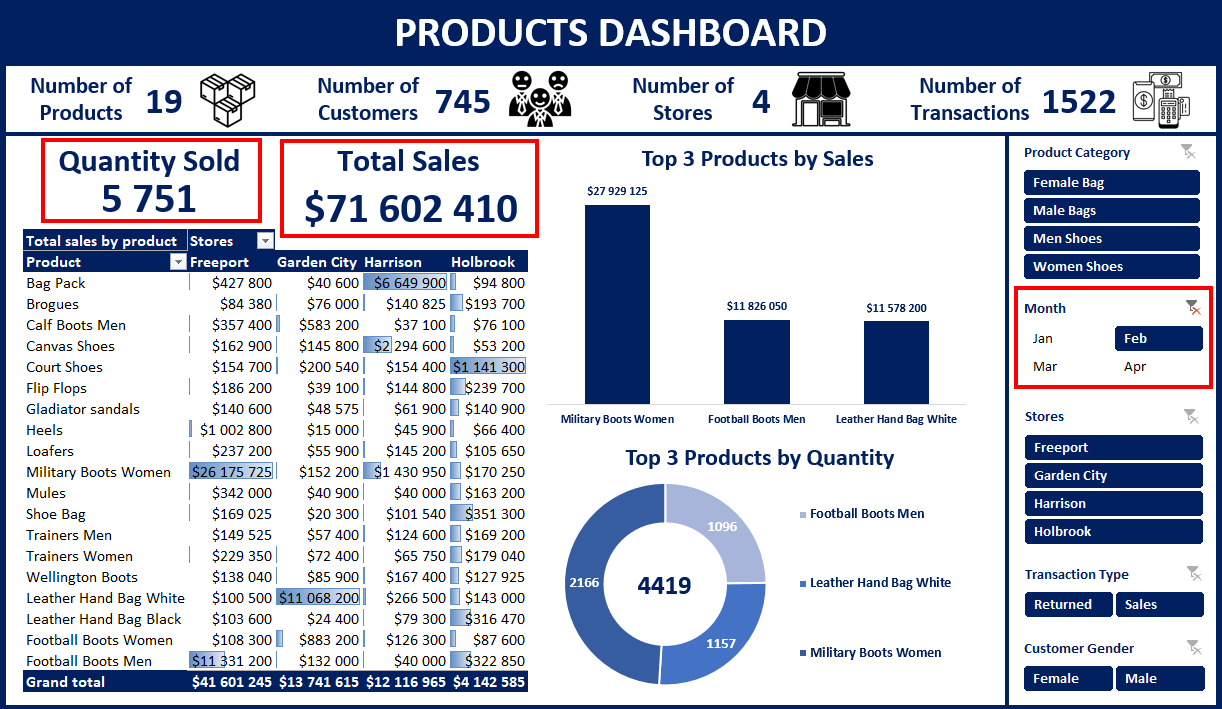 PRODUCTS DASHBOARD
Number of
Products
19
Number of
Customers
745
Number of
Stores
4
Number of
Transactions
1522
Quantity Sold
5 751
Total Sales
$71 602 410
Total sales by product Stores
Product Freeport Garden City Harrison Holbrook
Bag Pack $427 800 $40 600 $6 649 900 $94 800
Brogues $84 380 $76 000 $140 825 $193 700
Calf Boots Men $357 400 $583 200 $37 100 $76 100
Canvas Shoes $162 900 $145 800 $2 294 600 $53 200
Court Shoes $154 700 $200 540 $154 400 $1 141 300
Flip Flops $186 200 $39 100 $144 800 $239 700
Gladiator sandals $140 600 $48 575 $61 900 $140 900
Heels $1 002 800 $15 000 $45 900 $66 400
Loafers $237 200 $55 900 $145 200 $105 650
Military Boots Women $26 175 725 $152 200 $1 430 950 $170 250
Mules $342 000 $40 900 $40 000 $163 200
Shoe Bag $169 025 $20 300 $101 540 $351 300
Trainers Men $149 525 $57 400 $124 600 $169 200
Trainers Women $229 350 $72 400 $65 750 $179 040
Wellington Boots $138 040 $85 900 $167 400 $127 925
Leather Hand Bag White $100 500 $11 068 200 $266 500 $143 000
Leather Hand Bag Black $103 600 $24 400 $79 300 $316 470
Football Boots Women $108 300 $883 200 $126 300 $87 600
Football Boots Men $11 331 200 $132 000 $40 000 $322 850
Grand total $41 601 245 $13 741 615 $12 116 965 $4 142 585
Top 3 Products by Sales
$27 929 125
$11 826 050
$11 578 200
Military Boots Women
Football Boots Men
Leather Hand Bag White
Top 3 Products by Quantity
1096
2166
4419
1157
Football Boots Men
Leather Hand Bag White
Military Boots Women
Product Category
Female Bag
Male Bags
Men Shoes
Women Shoes
Month
Jan Feb
Mar Apr
Stores
Freeport
Garden City
Harrison
Holbrook
Transaction Type
Returned Sales
Customer Gender
Female Male